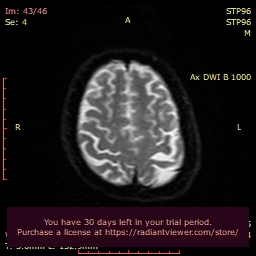 Im: 43/46
Se: 4
A
STP96
STP96
M
Ax DWI B 1000
R
L
You have 30 days left in your trial period.
Purchase a license at https://radiantviewer.com/store/